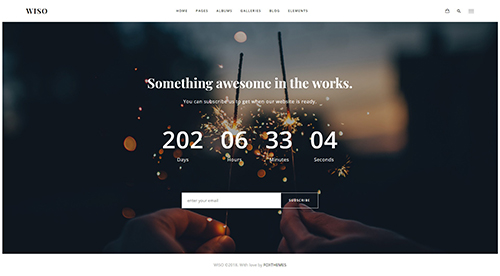 WISO
HOME PAGES ALBUMS GALLERIES BLOG ELEMENTS
Something awesome in the works.
You can subscribe us to get when our website is ready.
202 06 33 04
Days Hours Minutes Seconds
enter your email
SUBSCRIBE
WISO ©2018. With love by FOXTHEMES